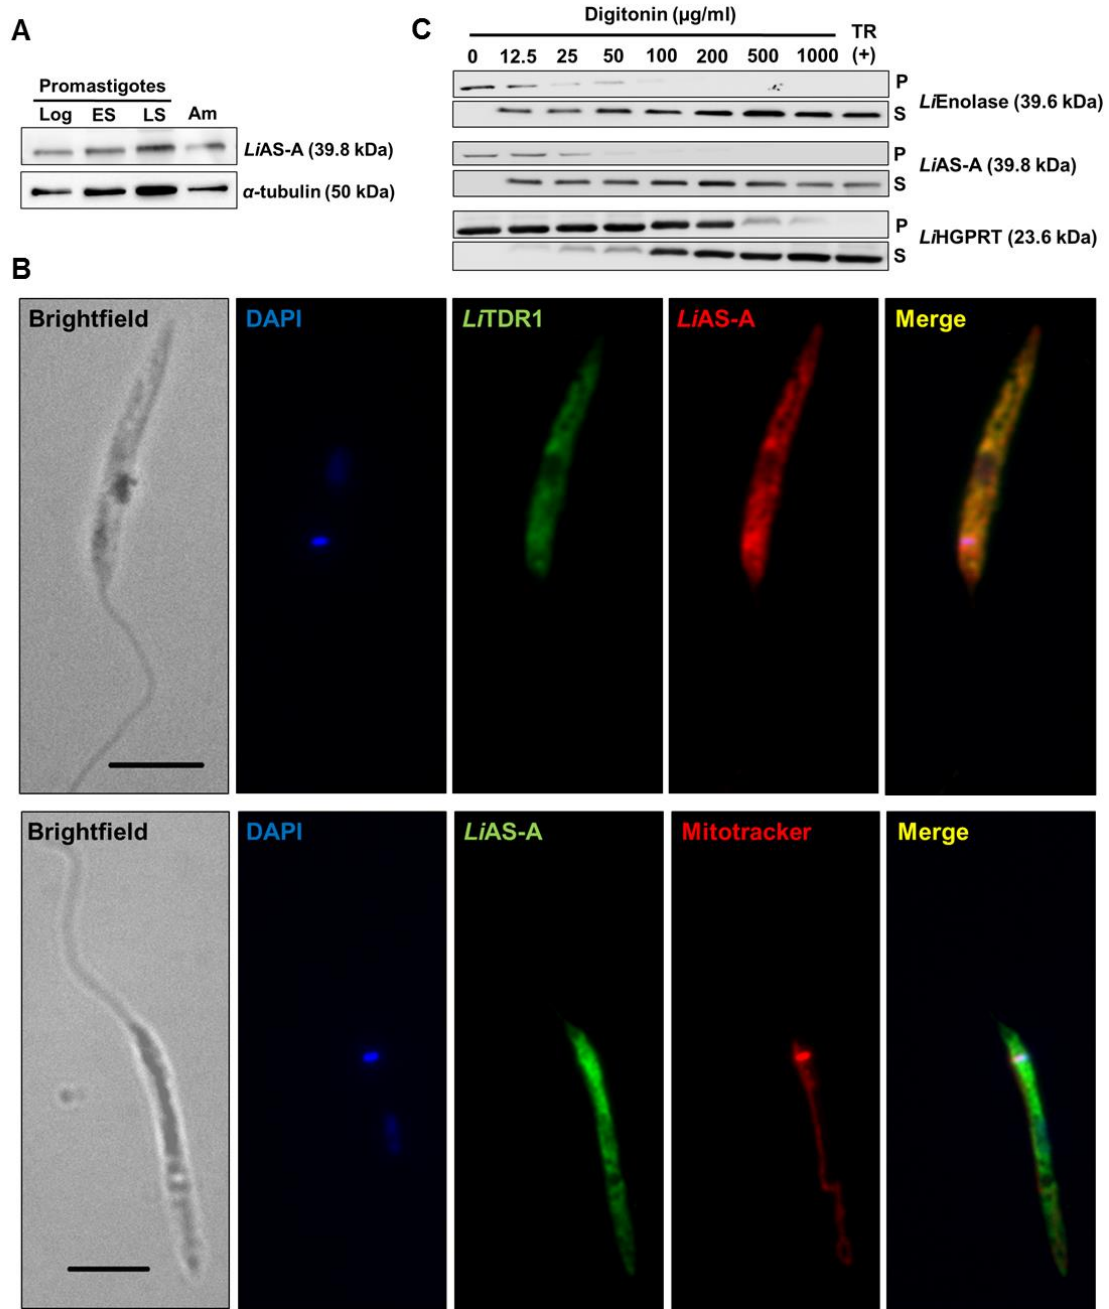 A
Promastigotes
Log ES LS Am
LiAS-A (39.8 kDa)
α-tubulin (50 kDa)
C
Digitonin (µg/ml)
TR
0 12.5 25 50 100 200 500 1000 (+)
P
LiEnolase (39.6 kDa)
S
P
LiAS-A (39.8 kDa)
S
P
LiHGPRT (23.6 kDa)
S
B
Brightfield DAPI LiTDR1 LiAS-A Merge
Brightfield DAPI LiAS-A Mitotracker Merge